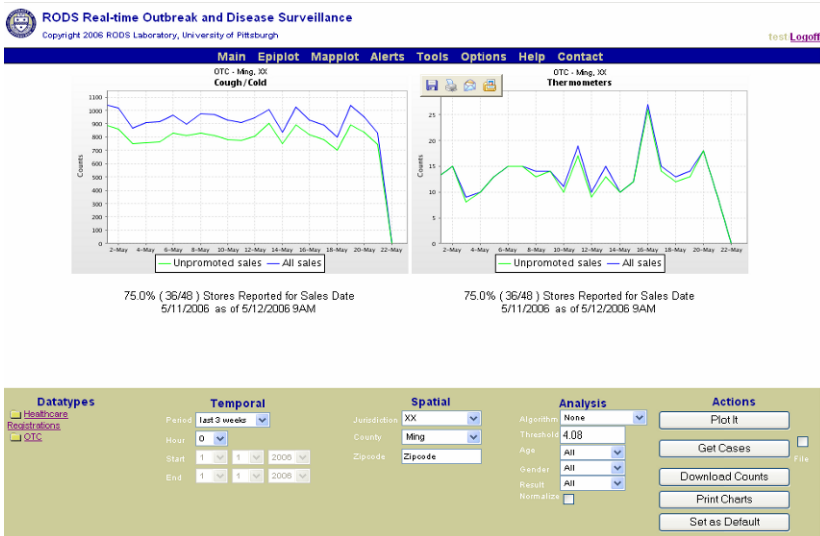 RODS Real-time Outbreak and Disease Surveillance
Copyright 2006 RODS Laboratory, University of Pittsburgh
test Logoff
Main Epiplot Mapplot Alerts Tools Options Help Contact
OTC - Ming, XX
Cough/Cold
1100
1000
900
800
700
600
500
400
300
200
100
0
Counts
2-May 4-May 6-May 8-May 10-May 12-May 14-May 16-May 18-May 20-May 22-May
Unpromoted sales All sales
75.0% ( 36/48 ) Stores Reported for Sales Date
5/11/2006 as of 5/12/2006 9AM
OTC - Ming, XX
Thermometers
25
20
15
10
5
0
Counts
2-May 4-May 6-May 8-May 10-May 12-May 14-May 16-May 18-May 20-May 22-May
Unpromoted sales All sales
75.0% ( 36/48 ) Stores Reported for Sales Date
5/11/2006 as of 5/12/2006 9AM
Datatypes
Healthcare
Registrations
OTC
Temporal
Period last 3 weeks
Hour 0
Start 1 1 2006
End 1 1 2006
Spatial
Jurisdiction XX
County Ming
Zipcode Zipcode
Analysis
Algorithm None
Threshold 4.08
Age All
Gender All
Result All
Normalize
Actions
Plot It
Get Cases
File
Download Counts
Print Charts
Set as Default